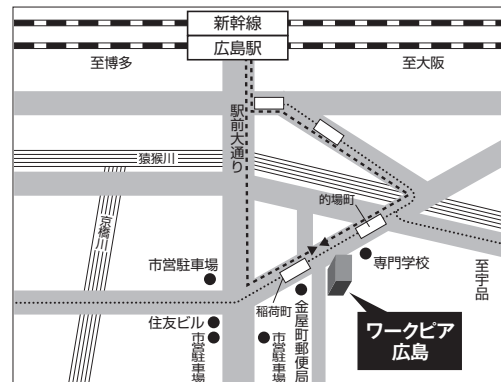 新幹線
広島駅
至博多
至大阪
駅前大通り
猿猴川
京橋川
的場町
市営駐車場
専門学校
至宇品
稲荷町
金屋町郵便局
住友ビル
市営駐車場
市営駐車場
ワークピア
広島